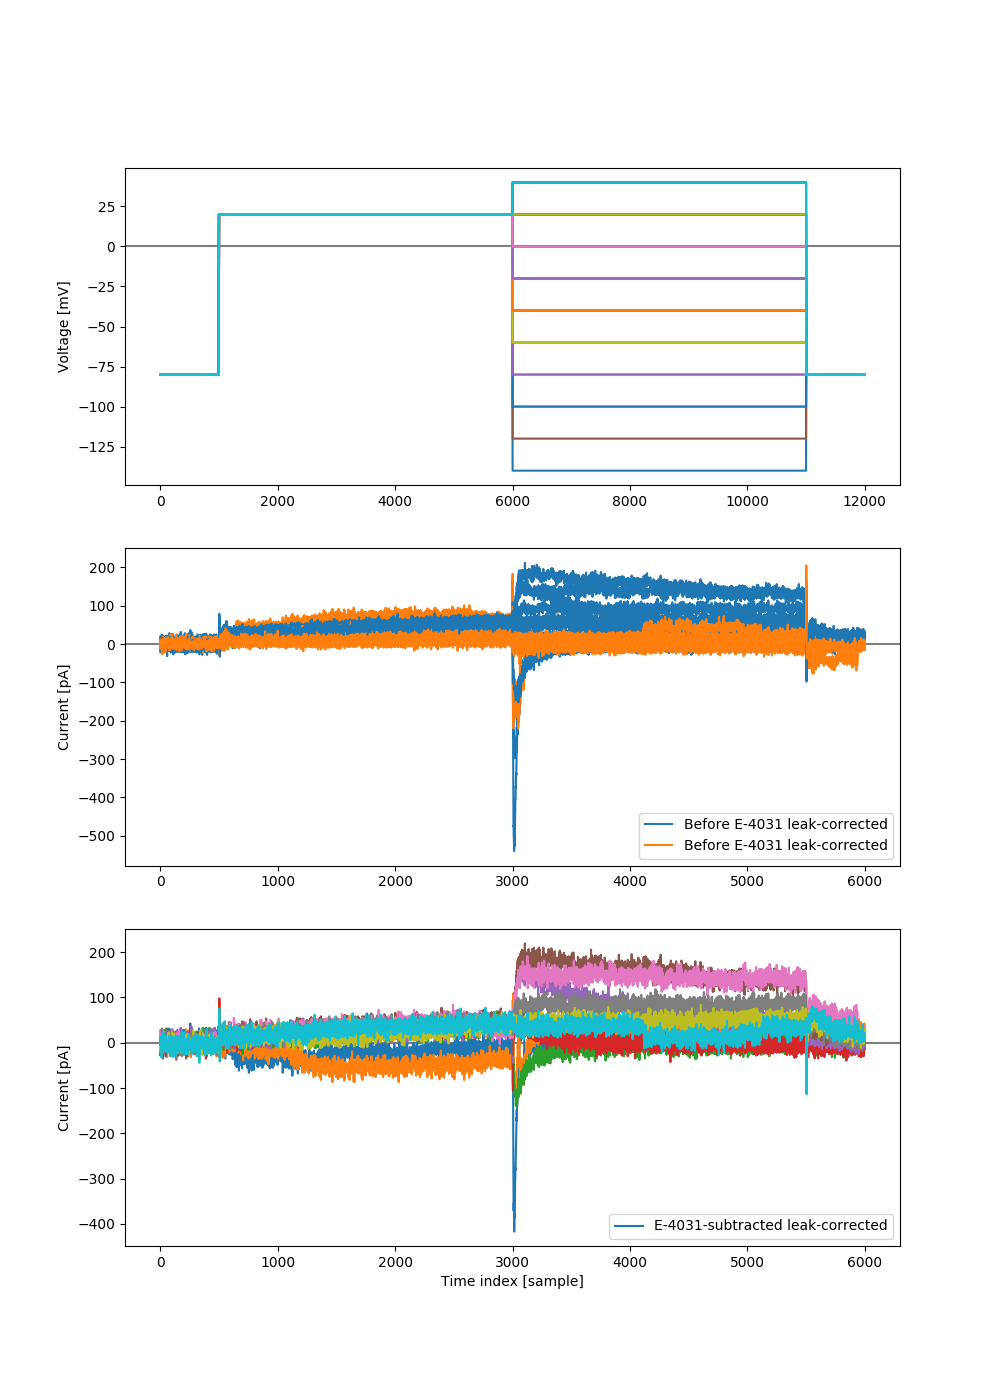 Voltage [mV]
25
0
−25
−50
−75
−100
−125
0 2000 4000 6000 8000 10000 12000
Current [pA]
200
100
0
−100
−200
−300
−400
−500
Before E-4031 leak-corrected
Before E-4031 leak-corrected
0 1000 2000 3000 4000 5000 6000
Current [pA]
200
100
0
−100
−200
−300
−400
E-4031-subtracted leak-corrected
0 1000 2000 3000 4000 5000 6000
Time index [sample]